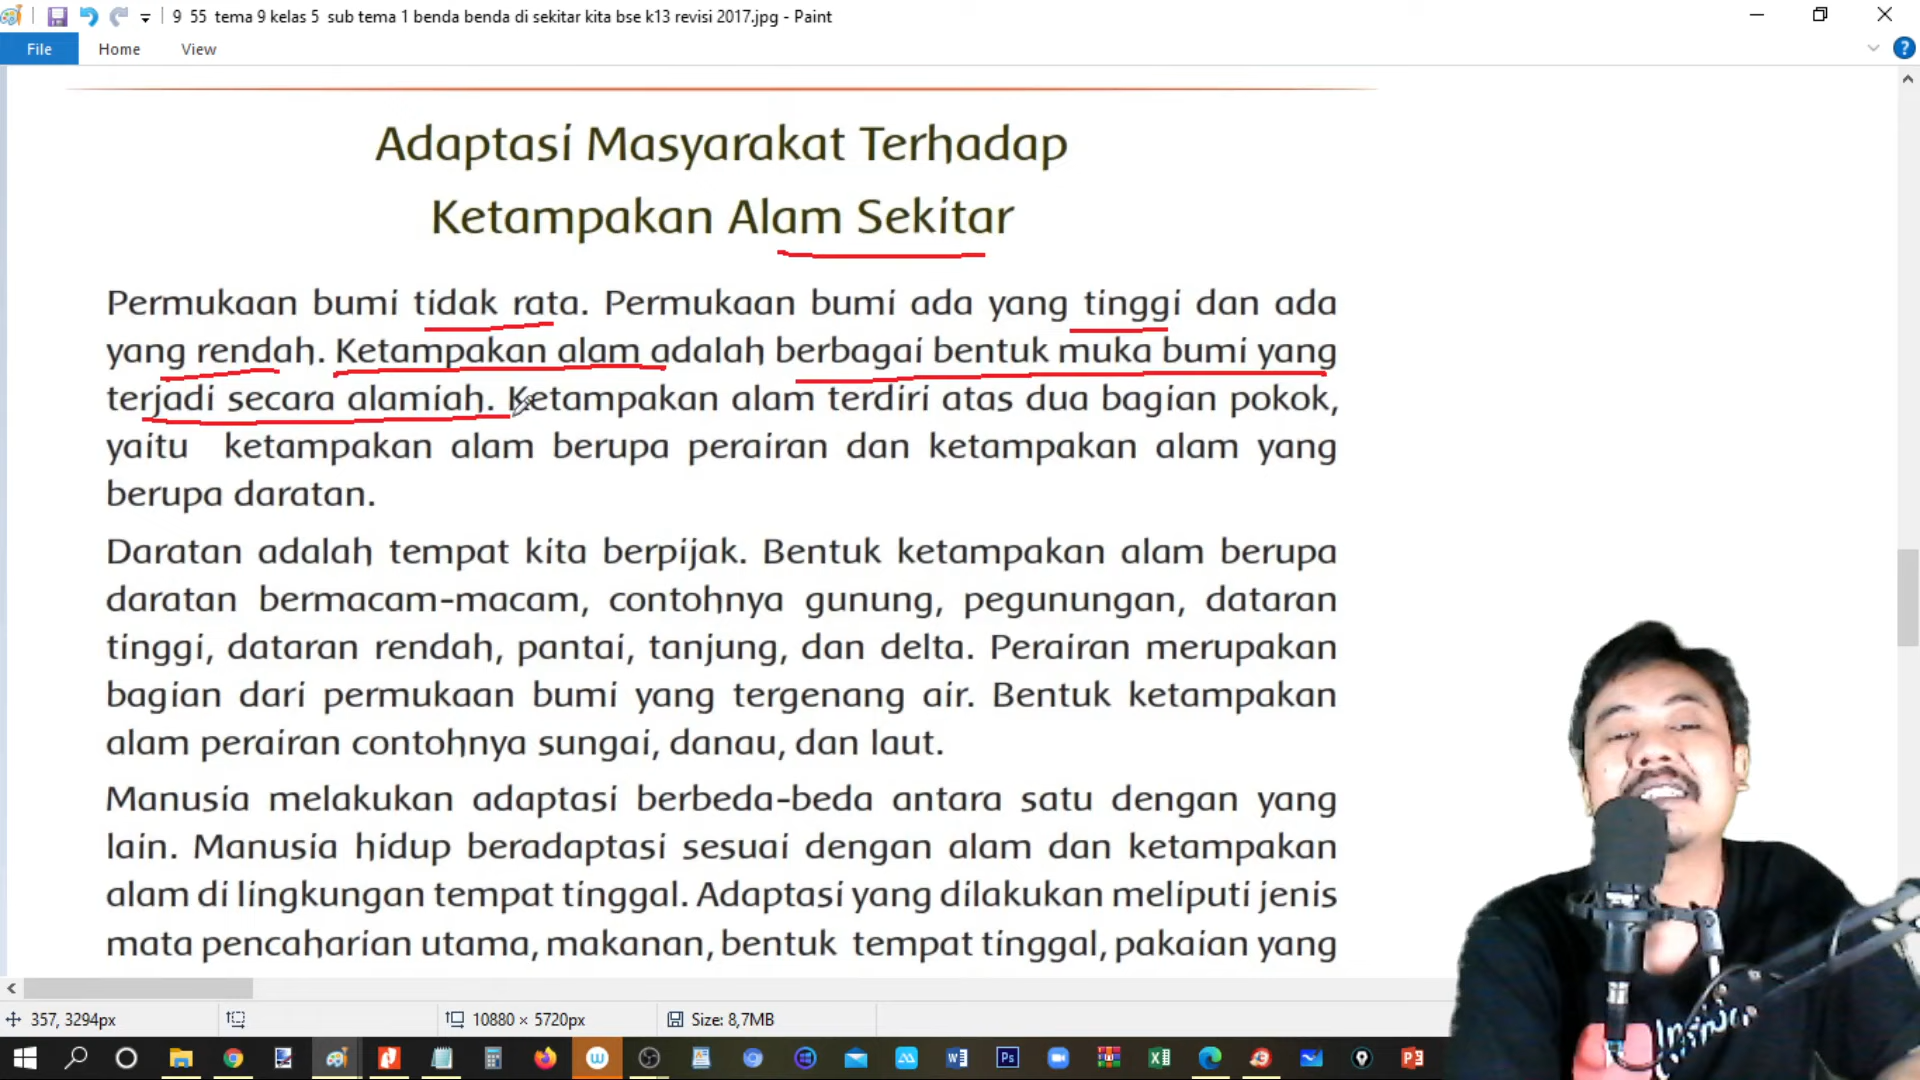 9 55 tema 9 kelas 5 sub tema 1 benda benda di sekitar kita bse k13 revisi 2017.jpg - Paint
File Home View
Adaptasi Masyarakat Terhadap
Ketampakan Alam Sekitar
Permukaan bumi tidak rata. Permukaan bumi ada yang tinggi dan ada
yang rendah. Ketampakan alam adalah berbagai bentuk muka bumi yang
terjadi secara alamiah. Ketampakan alam terdiri atas dua bagian pokok,
yaitu ketampakan alam berupa perairan dan ketampakan alam yang
berupa daratan.
Daratan adalah tempat kita berpijak. Bentuk ketampakan alam berupa
daratan bermacam-macam, contohnya gunung, pegunungan, dataran
tinggi, dataran rendah, pantai, tanjung, dan delta. Perairan merupakan
bagian dari permukaan bumi yang tergenang air. Bentuk ketampakan
alam perairan contohnya sungai, danau, dan laut.
Manusia melakukan adaptasi berbeda-beda antara satu dengan yang
lain. Manusia hidup beradaptasi sesuai dengan alam dan ketampakan
alam di lingkungan tempat tinggal. Adaptasi yang dilakukan meliputi jenis
mata pencaharian utama, makanan, bentuk tempat tinggal, pakaian yang
357, 3294px
10880 × 5720px
Size: 8,7MB